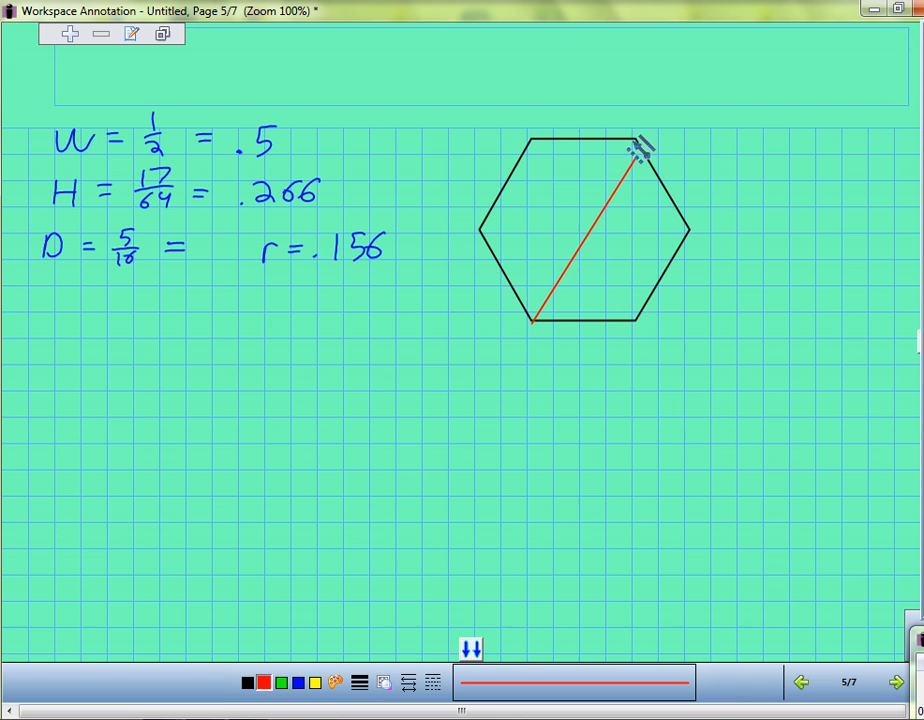 Workspace Annotation - Untitled, Page 5/7 (Zoom 100%) *
W = 1/2 = .5
H = 17/64 = .266
D = 5/16 = r = .156
5/7